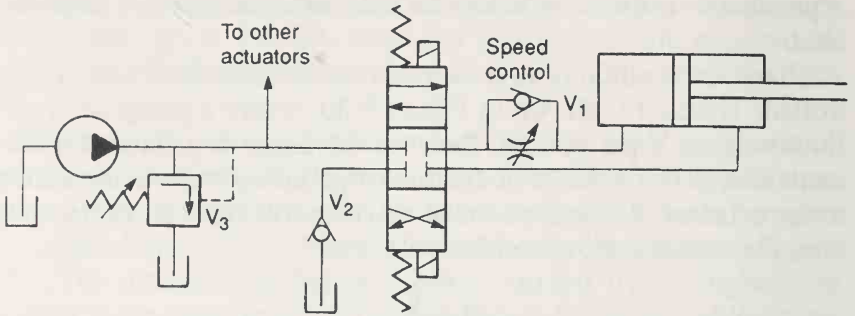 To other
actuators
Speed
control
V1
V2
V3